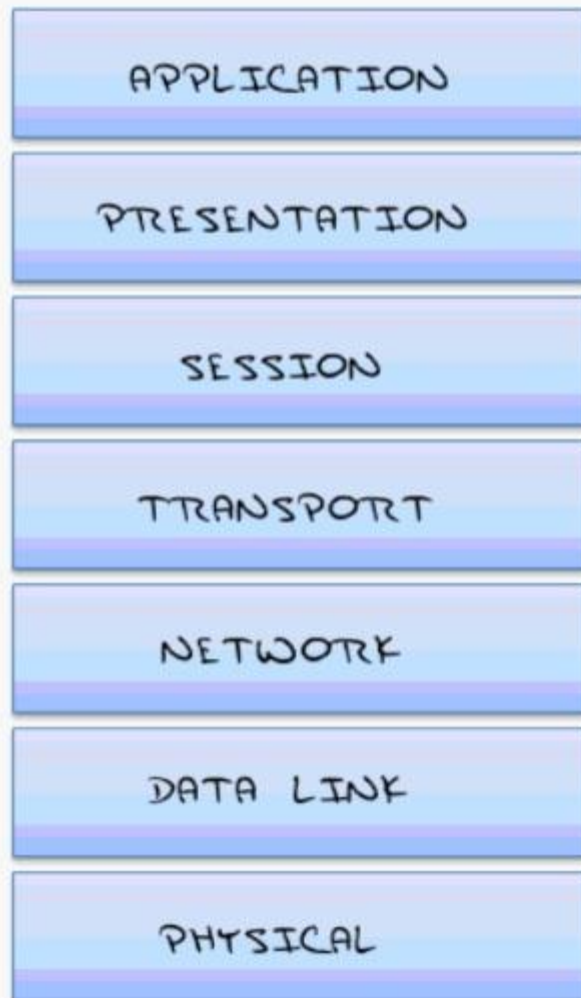 APPLICATION
PRESENTATION
SESSION
TRANSPORT
NETWORK
DATA LINK
PHYSICAL